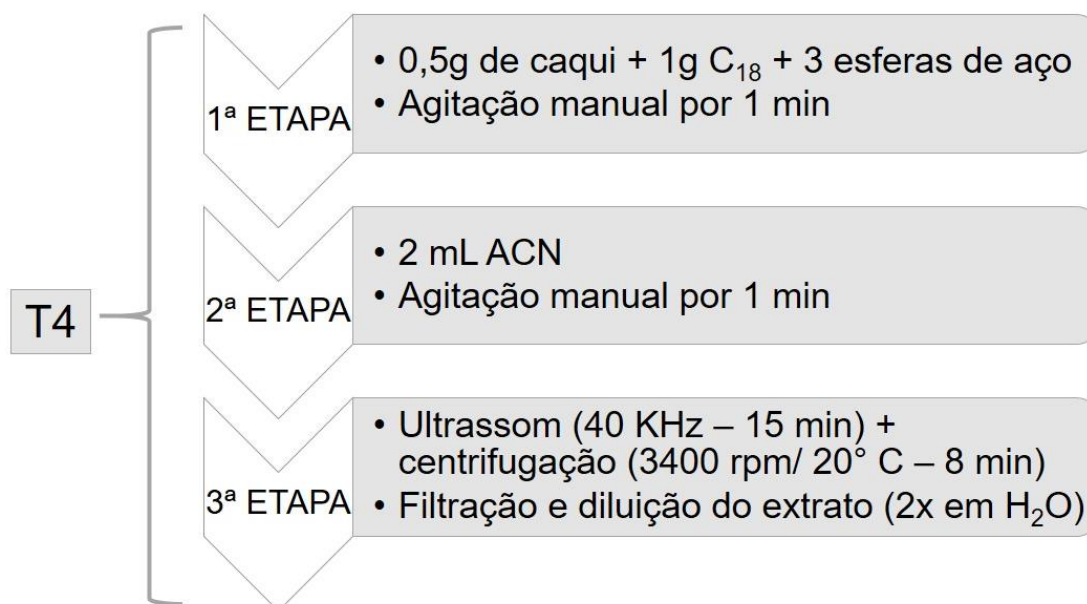 T4
1ª ETAPA
• 0,5g de caqui + 1g C₁₈ + 3 esferas de aço
• Agitação manual por 1 min
2ª ETAPA
• 2 mL ACN
• Agitação manual por 1 min
3ª ETAPA
• Ultrassom (40 KHz – 15 min) +
centrifugação (3400 rpm/ 20° C – 8 min)
• Filtração e diluição do extrato (2x em H₂O)